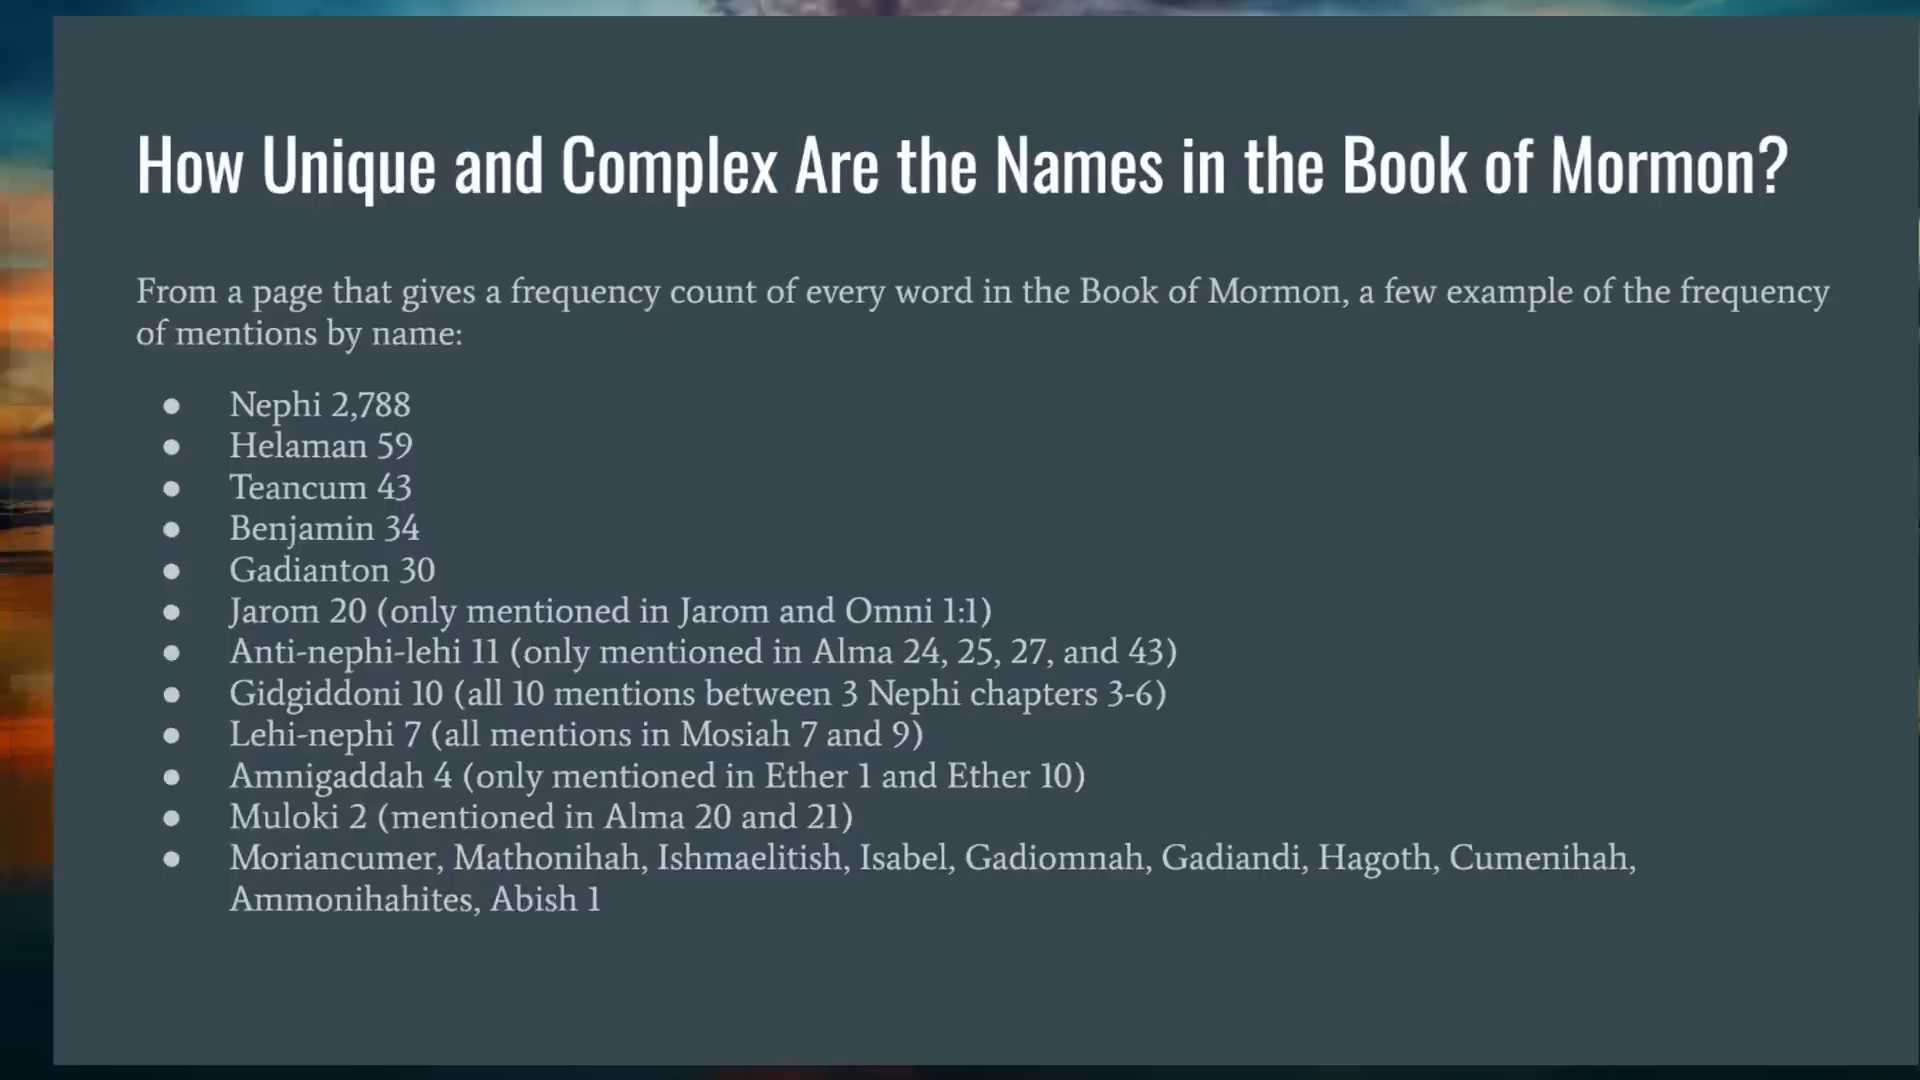 How Unique and Complex Are the Names in the Book of Mormon?
From a page that gives a frequency count of every word in the Book of Mormon, a few example of the frequency
of mentions by name:
● Nephi 2,788
● Helaman 59
● Teancum 43
● Benjamin 34
● Gadianton 30
● Jarom 20 (only mentioned in Jarom and Omni 1:1)
● Anti-nephi-lehi 11 (only mentioned in Alma 24, 25, 27, and 43)
● Gidgiddoni 10 (all 10 mentions between 3 Nephi chapters 3-6)
● Lehi-nephi 7 (all mentions in Mosiah 7 and 9)
● Amnigaddah 4 (only mentioned in Ether 1 and Ether 10)
● Muloki 2 (mentioned in Alma 20 and 21)
● Moriancumer, Mathonihah, Ishmaelitish, Isabel, Gadiomnah, Gadiandi, Hagoth, Cumenihah,
Ammonihahites, Abish 1